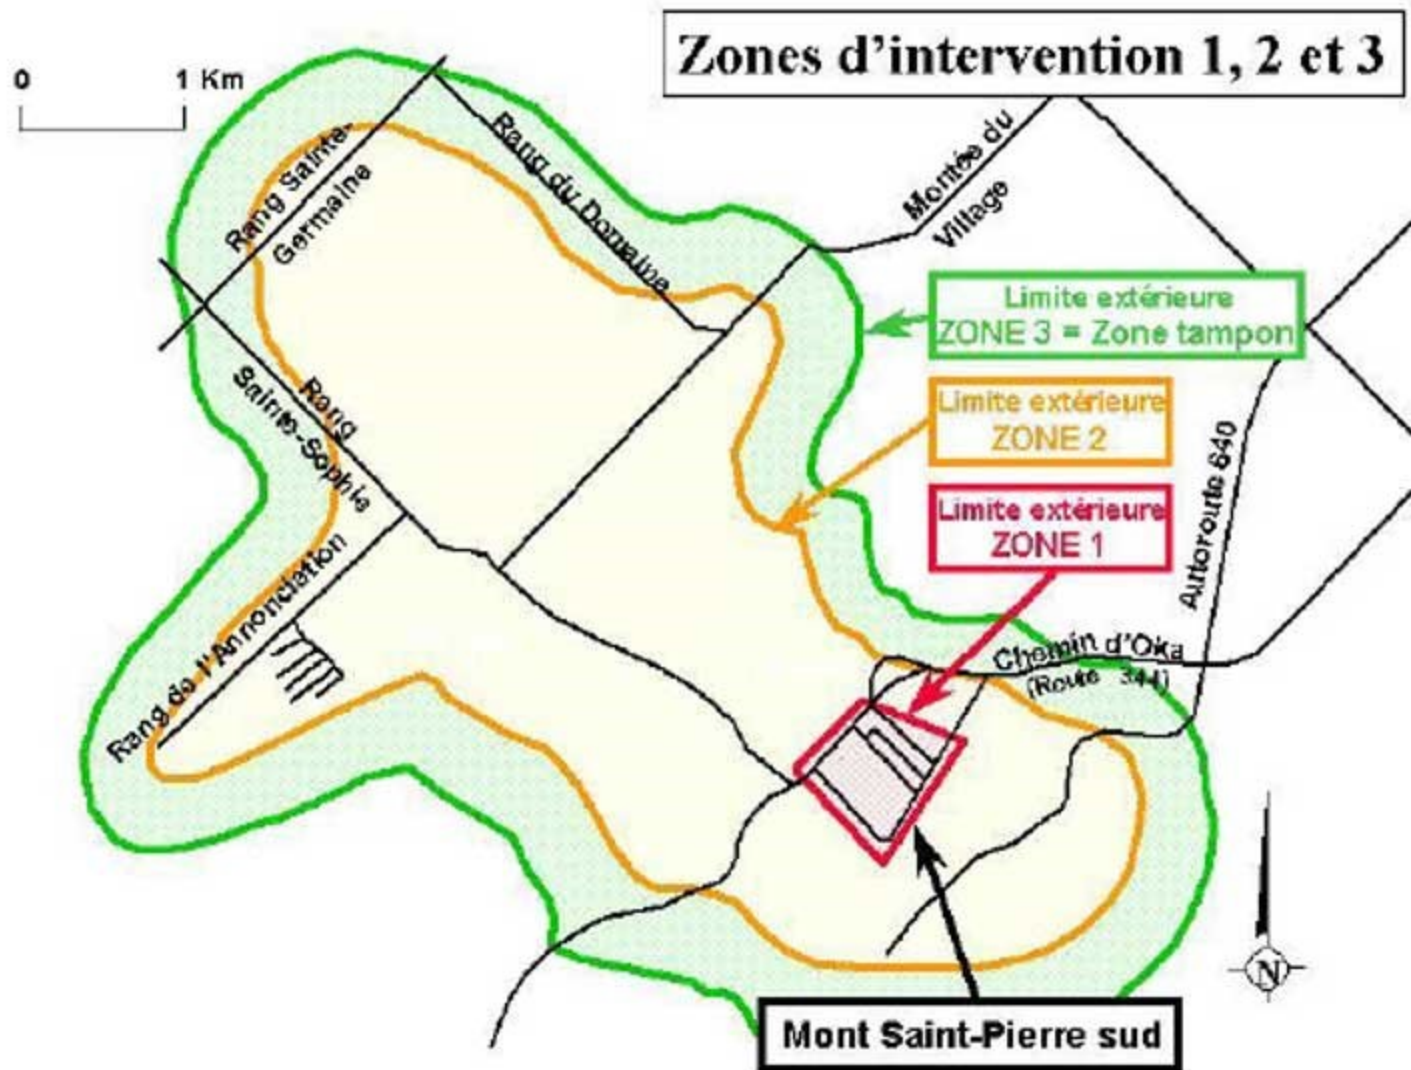 Zones d'intervention 1, 2 et 3
0 1 Km
Rang Sainte-
Germaine
Rang du Domaine
Montée du
Village
Limite extérieure
ZONE 3 = Zone tampon
Limite extérieure
ZONE 2
Limite extérieure
ZONE 1
Rang
Sainte-Sophie
Autoroute 640
Rang de l'Annonciation
Chemin d'Oka
(Route 344)
Mont Saint-Pierre sud
N